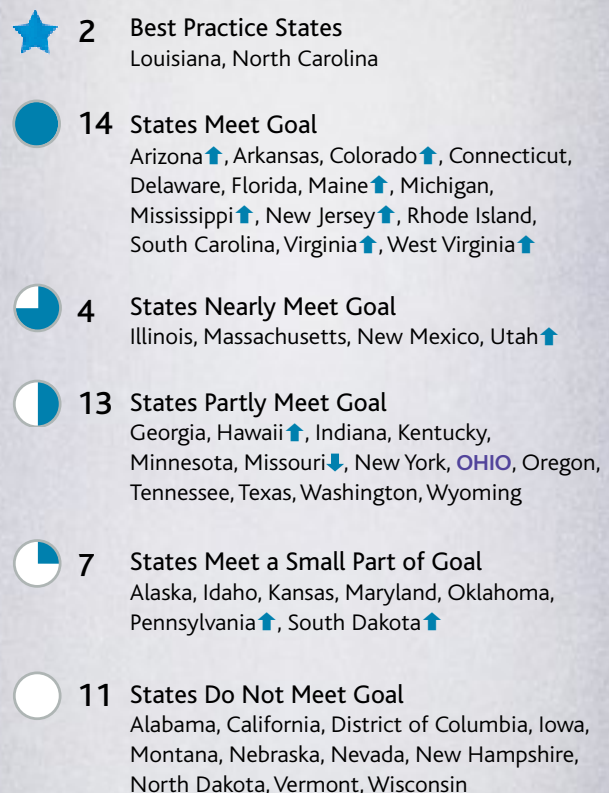 2 Best Practice States
Louisiana, North Carolina
14 States Meet Goal
Arizona⬆, Arkansas, Colorado⬆, Connecticut,
Delaware, Florida, Maine⬆, Michigan,
Mississippi⬆, New Jersey⬆, Rhode Island,
South Carolina, Virginia⬆, West Virginia⬆
4 States Nearly Meet Goal
Illinois, Massachusetts, New Mexico, Utah⬆
13 States Partly Meet Goal
Georgia, Hawaii⬆, Indiana, Kentucky,
Minnesota, Missouri⬇, New York, OHIO, Oregon,
Tennessee, Texas, Washington, Wyoming
7 States Meet a Small Part of Goal
Alaska, Idaho, Kansas, Maryland, Oklahoma,
Pennsylvania⬆, South Dakota⬆
11 States Do Not Meet Goal
Alabama, California, District of Columbia, Iowa,
Montana, Nebraska, Nevada, New Hampshire,
North Dakota, Vermont, Wisconsin